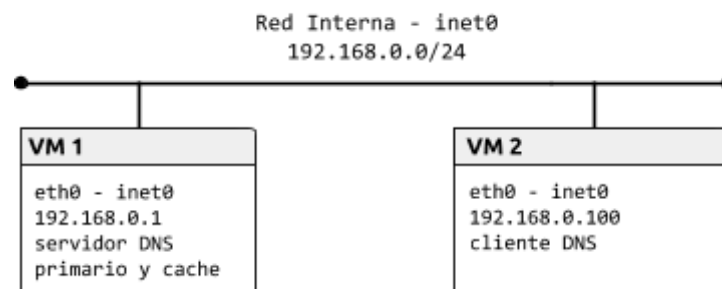 Red Interna - inet0
192.168.0.0/24
VM 1
eth0 - inet0
192.168.0.1
servidor DNS
primario y cache
VM 2
eth0 - inet0
192.168.0.100
cliente DNS